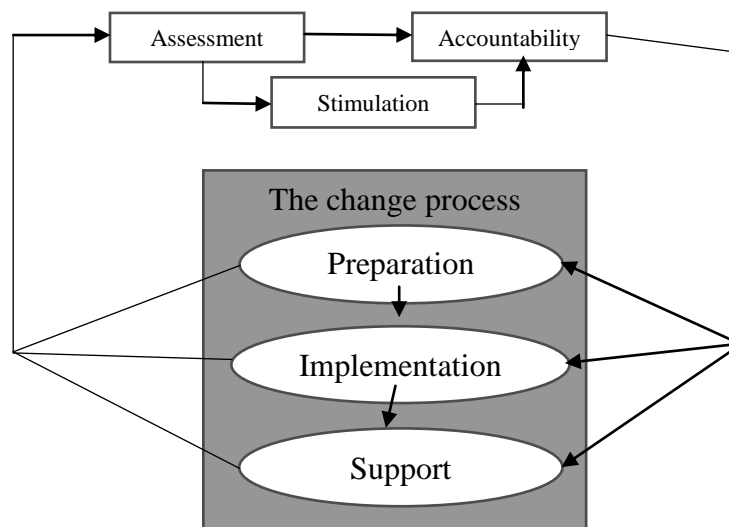 Assessment
Accountability
Stimulation
The change process
Preparation
Implementation
Support